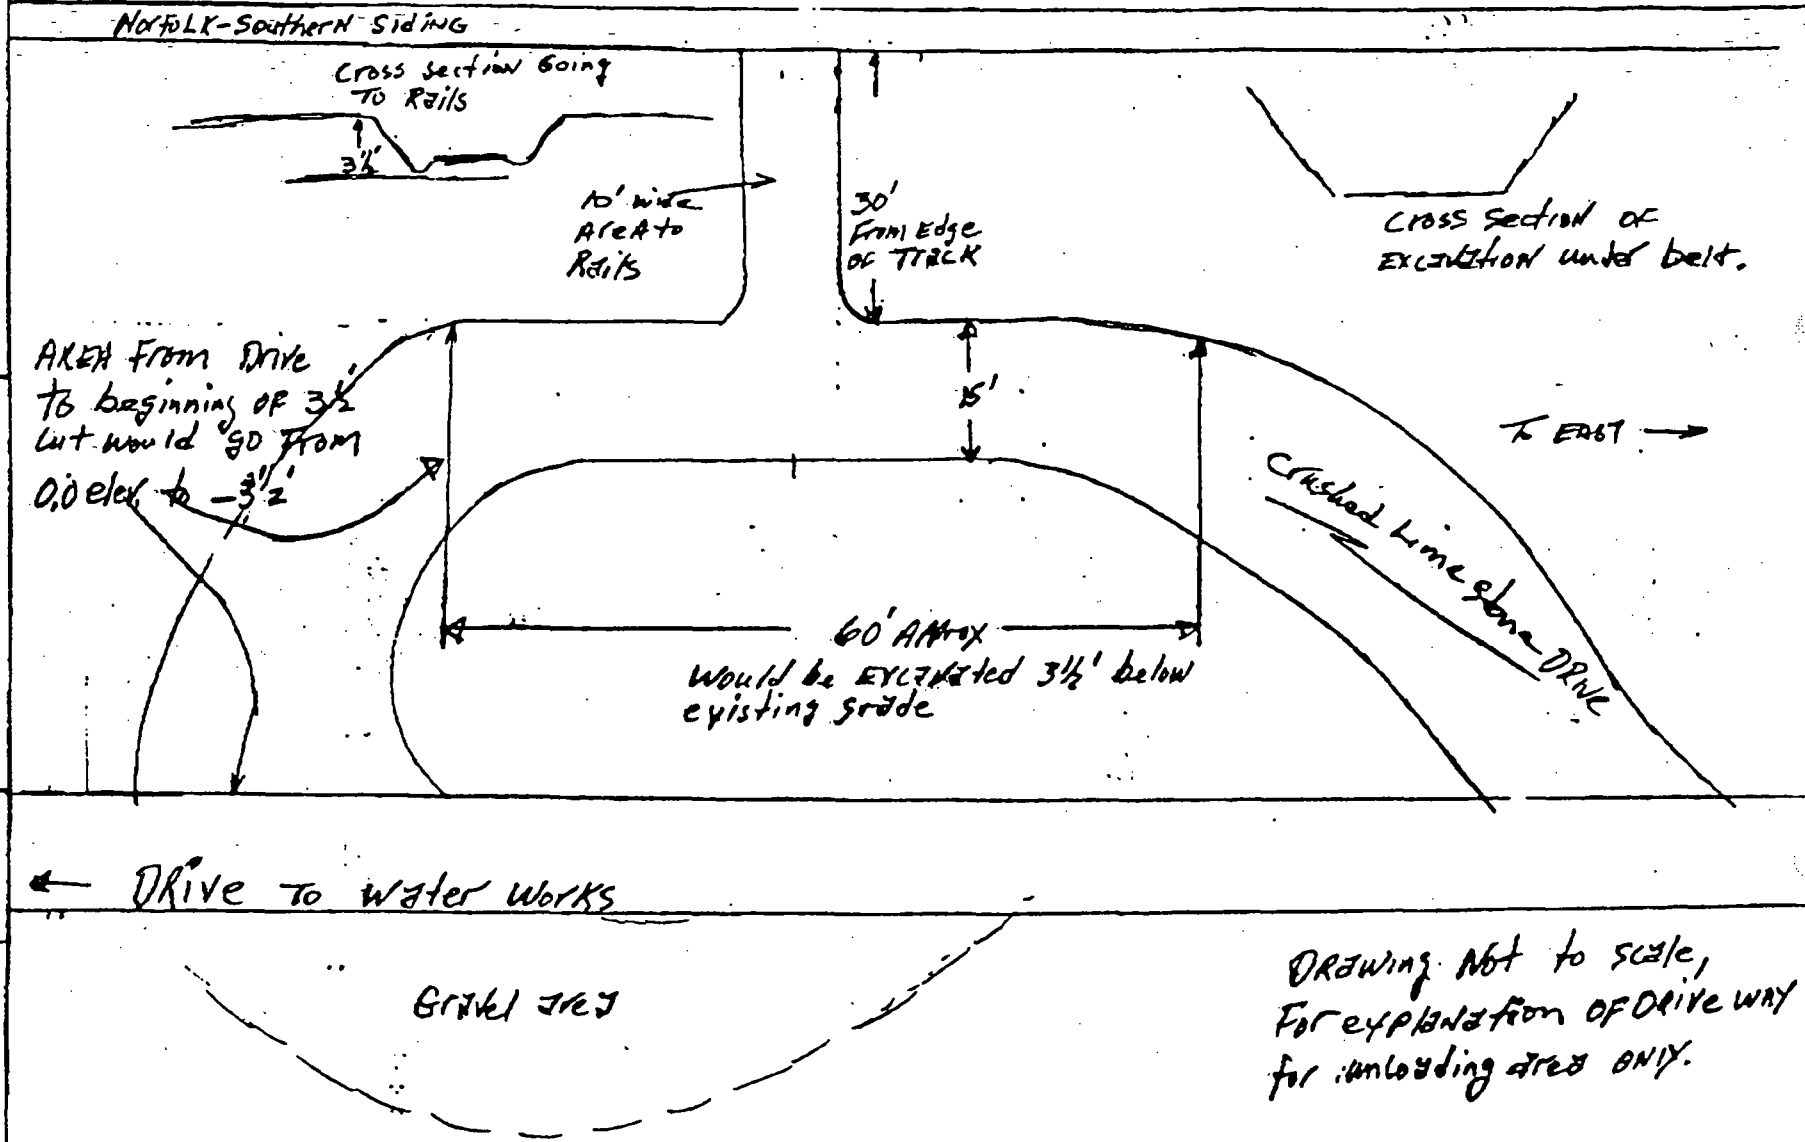 Norfolk-Southern Siding
Cross section Going
To Rails
3½'
10' wide
Area to
Rails
30'
From Edge
of Track
Cross section of
Excavation under belt.
AREA From Drive
to beginning of 3½'
cut would go From
0,0 elev, to -3½'
15'
To EAST
Crushed Limestone DRIVE
60' Approx
Would be excavated 3½' below
existing grade
DRive To Water Works
Gravel area
Drawing Not to scale,
For explanation OF Driveway
for unloading area ONLY.